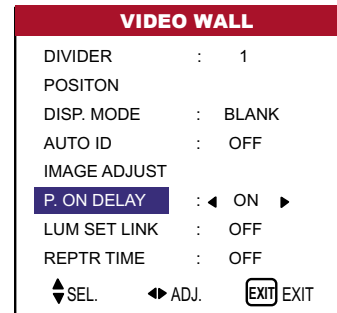 VIDEO WALL
DIVIDER : 1
POSITON
DISP. MODE : BLANK
AUTO ID : OFF
IMAGE ADJUST
P. ON DELAY : ◀ ON ▶
LUM SET LINK : OFF
REPTR TIME : OFF
▲▼ SEL. ◀▶ ADJ. EXIT EXIT